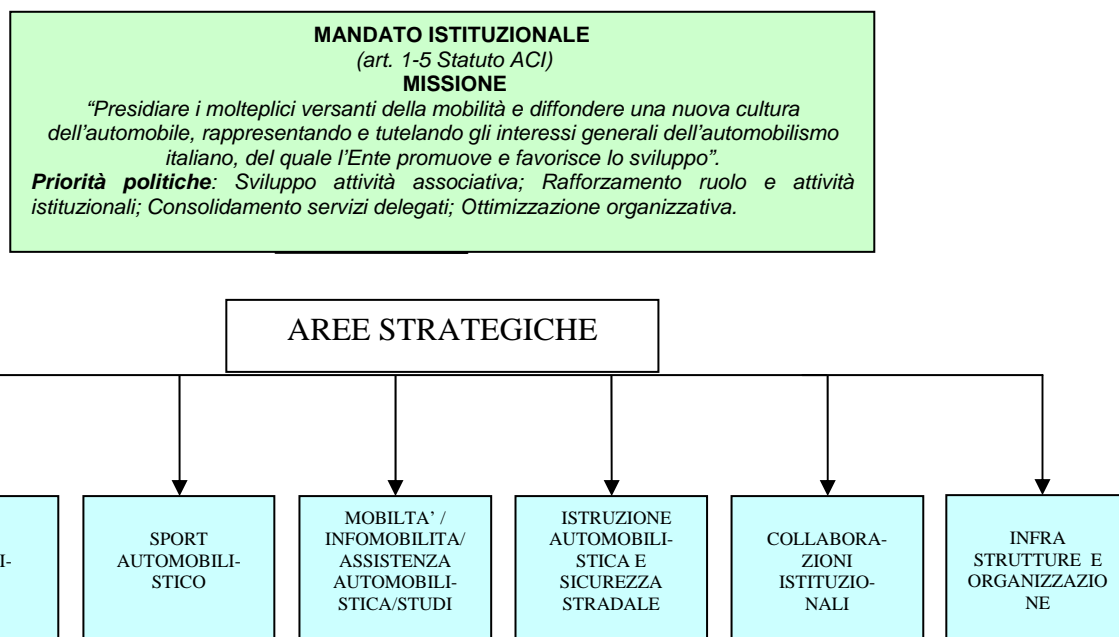 MANDATO ISTITUZIONALE
(art. 1-5 Statuto ACI)
MISSIONE
“Presidiare i molteplici versanti della mobilità e diffondere una nuova cultura
dell’automobile, rappresentando e tutelando gli interessi generali dell’automobilismo
italiano, del quale l’Ente promuove e favorisce lo sviluppo”.
Priorità politiche: Sviluppo attività associativa; Rafforzamento ruolo e attività
istituzionali; Consolidamento servizi delegati; Ottimizzazione organizzativa.
AREE STRATEGICHE
SPORT
AUTOMOBILI-
STICO
MOBILTA’ /
INFOMOBILITA/
ASSISTENZA
AUTOMOBILI-
STICA/STUDI
ISTRUZIONE
AUTOMOBILI-
STICA E
SICUREZZA
STRADALE
COLLABORA-
ZIONI
ISTITUZIO-
NALI
INFRA
STRUTTURE E
ORGANIZZAZIO
NE